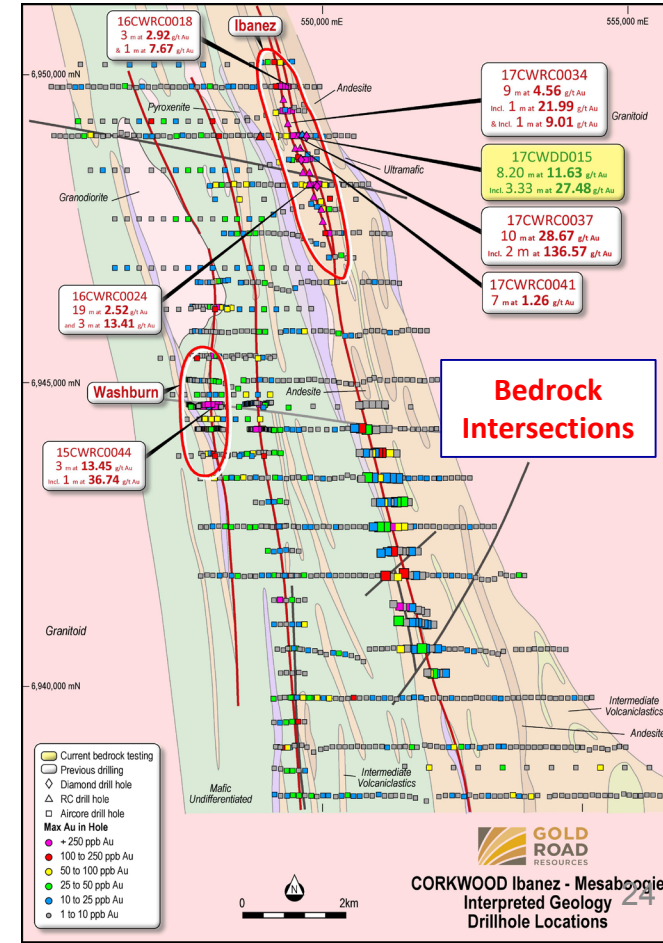 550,000 mE
555,000 mE
16CWRC0018
3 m at 2.92 g/t Au
& 1 m at 7.67 g/t Au
Ibanez
6,950,000 mN
Andesite
Pyroxenite
17CWRC0034
9 m at 4.56 g/t Au
Incl. 1 m at 21.99 g/t Au
& Incl. 1 m at 9.01 g/t Au
Granitoid
Ultramafic
17CWDD015
8.20 m at 11.63 g/t Au
Incl. 3.33 m at 27.48 g/t Au
Granodiorite
17CWRC0037
10 m at 28.67 g/t Au
Incl. 2 m at 136.57 g/t Au
17CWRC0041
7 m at 1.26 g/t Au
16CWRC0024
19 m at 2.52 g/t Au
and 3 m at 13.41 g/t Au
6,945,000 mN
Washburn
Andesite
Bedrock
Intersections
15CWRC0044
3 m at 13.45 g/t Au
Incl. 1 m at 36.74 g/t Au
Granitoid
6,940,000 mN
Intermediate
Volcaniclastics
Andesite
Intermediate
Volcaniclastics
Mafic
Undifferentiated
Current bedrock testing
Previous drilling
Diamond drill hole
RC drill hole
Aircore drill hole
Max Au in Hole
+ 250 ppb Au
100 to 250 ppb Au
50 to 100 ppb Au
25 to 50 ppb Au
10 to 25 ppb Au
1 to 10 ppb Au
N
0 2km
GOLD
ROAD
RESOURCES
CORKWOOD Ibanez - Mesaboogie
Interpreted Geology
Drillhole Locations
24